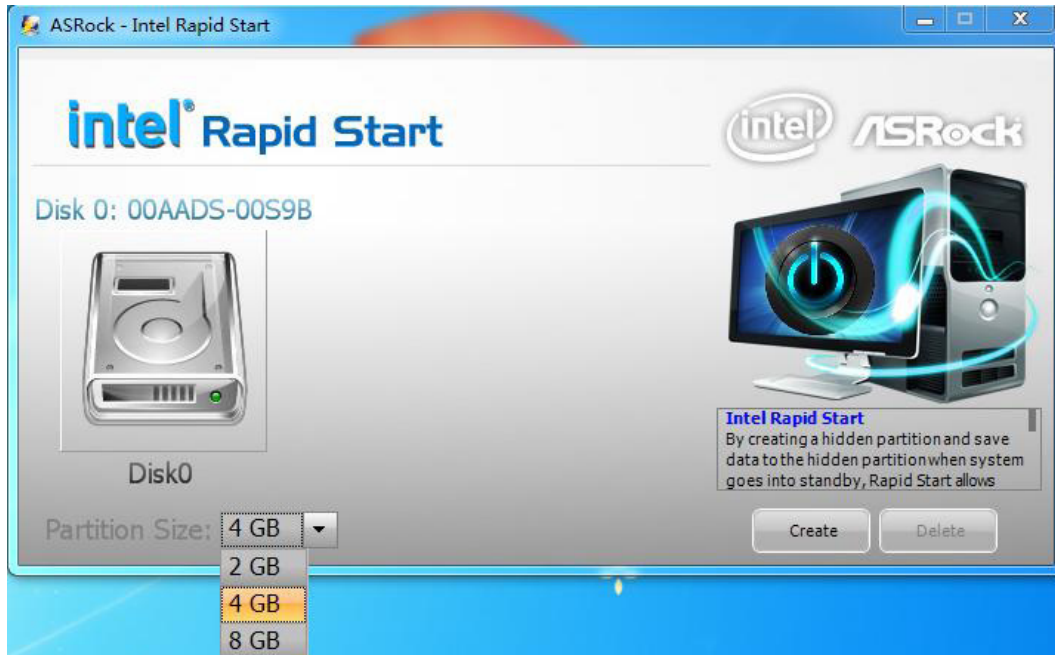 ASRock - Intel Rapid Start
intel® Rapid Start
intel ASRock
Disk 0: 00AADS-00S9B
Disk0
Intel Rapid Start
By creating a hidden partition and save
data to the hidden partition when system
goes into standby, Rapid Start allows
Partition Size: 4 GB
Create Delete
2 GB
4 GB
8 GB